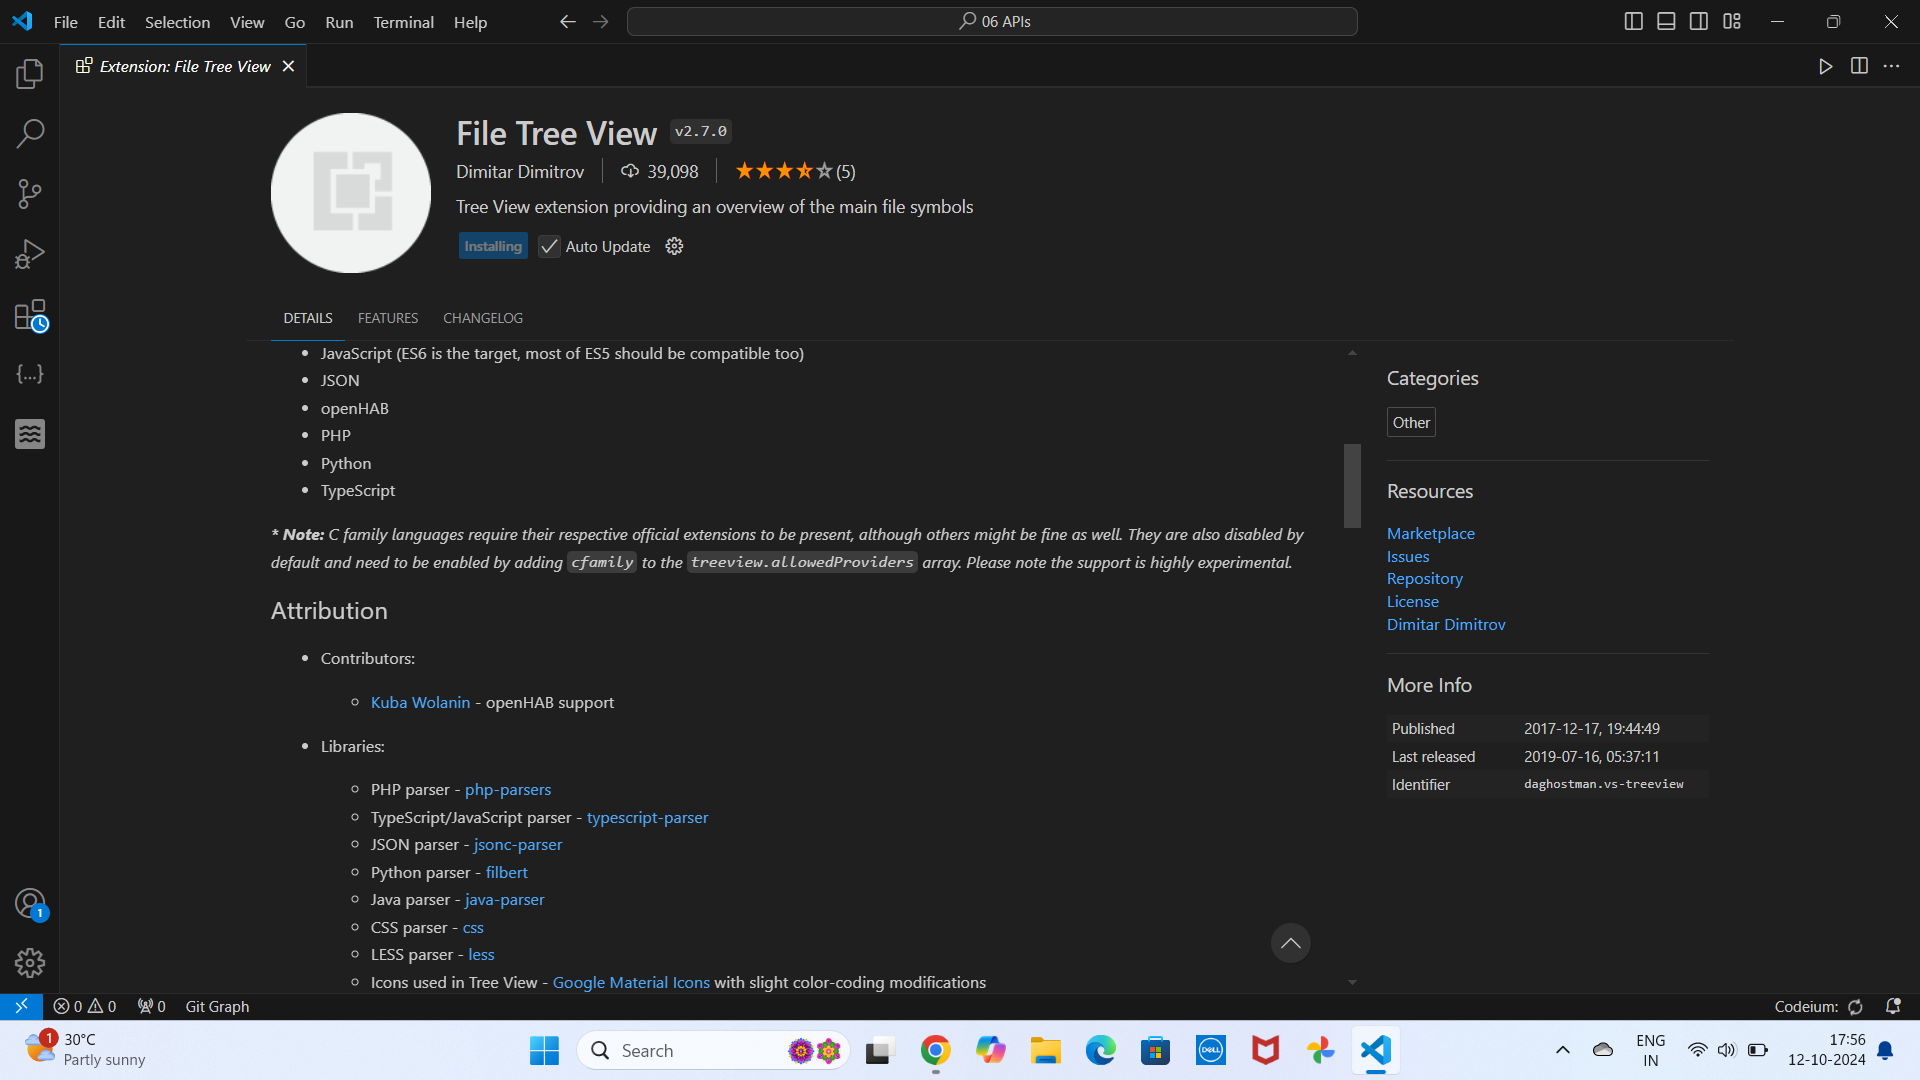 File Edit Selection View Go Run Terminal Help
06 APIs
Extension: File Tree View
File Tree View v2.7.0
Dimitar Dimitrov 39,098 (5)
Tree View extension providing an overview of the main file symbols
Installing Auto Update
DETAILS FEATURES CHANGELOG
JavaScript (ES6 is the target, most of ES5 should be compatible too)
JSON
openHAB
PHP
Python
TypeScript
* Note: C family languages require their respective official extensions to be present, although others might be fine as well. They are also disabled by
default and need to be enabled by adding cfamily to the treeview.allowedProviders array. Please note the support is highly experimental.
Attribution
Contributors:
Kuba Wolanin - openHAB support
Libraries:
PHP parser - php-parsers
TypeScript/JavaScript parser - typescript-parser
JSON parser - jsonc-parser
Python parser - filbert
Java parser - java-parser
CSS parser - css
LESS parser - less
Icons used in Tree View - Google Material Icons with slight color-coding modifications
Categories
Other
Resources
Marketplace
Issues
Repository
License
Dimitar Dimitrov
More Info
Published 2017-12-17, 19:44:49
Last released 2019-07-16, 05:37:11
Identifier daghostman.vs-treeview
1
0 0 0 Git Graph
Codeium:
1
30°C
Partly sunny
Search
DELL
ENG
IN
17:56
12-10-2024